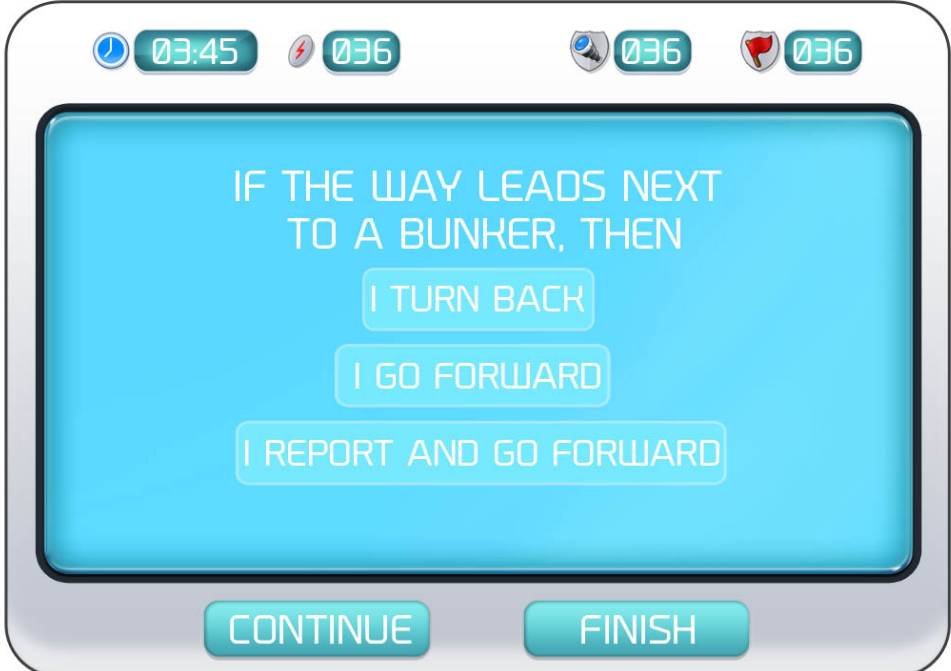 03:45 036 036 036
IF THE WAY LEADS NEXT
TO A BUNKER, THEN
I TURN BACK
I GO FORWARD
I REPORT AND GO FORWARD
CONTINUE FINISH